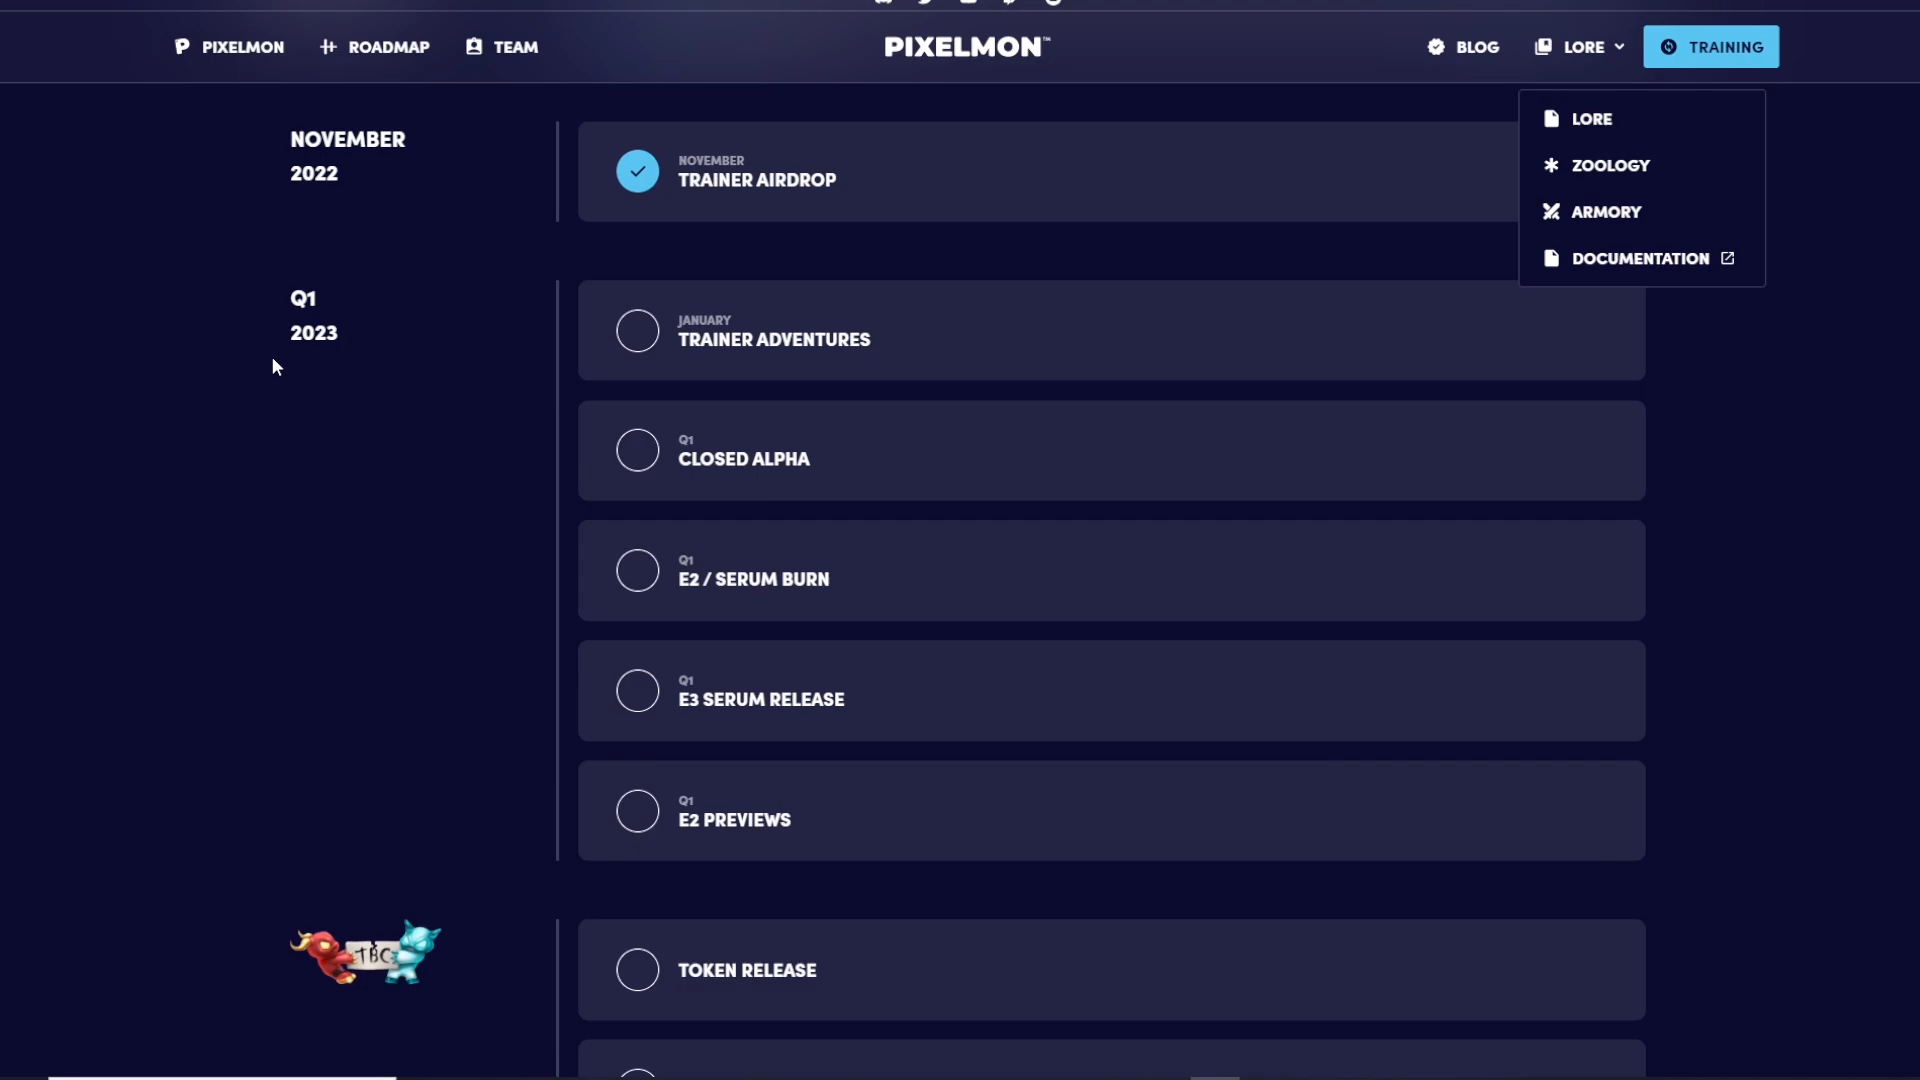 PIXELMON
ROADMAP
TEAM
PIXELMON™
BLOG
LORE
TRAINING
LORE
ZOOLOGY
ARMORY
DOCUMENTATION
NOVEMBER
2022
NOVEMBER
TRAINER AIRDROP
Q1
2023
JANUARY
TRAINER ADVENTURES
Q1
CLOSED ALPHA
Q1
E2 / SERUM BURN
Q1
E3 SERUM RELEASE
Q1
E2 PREVIEWS
TBC
TOKEN RELEASE